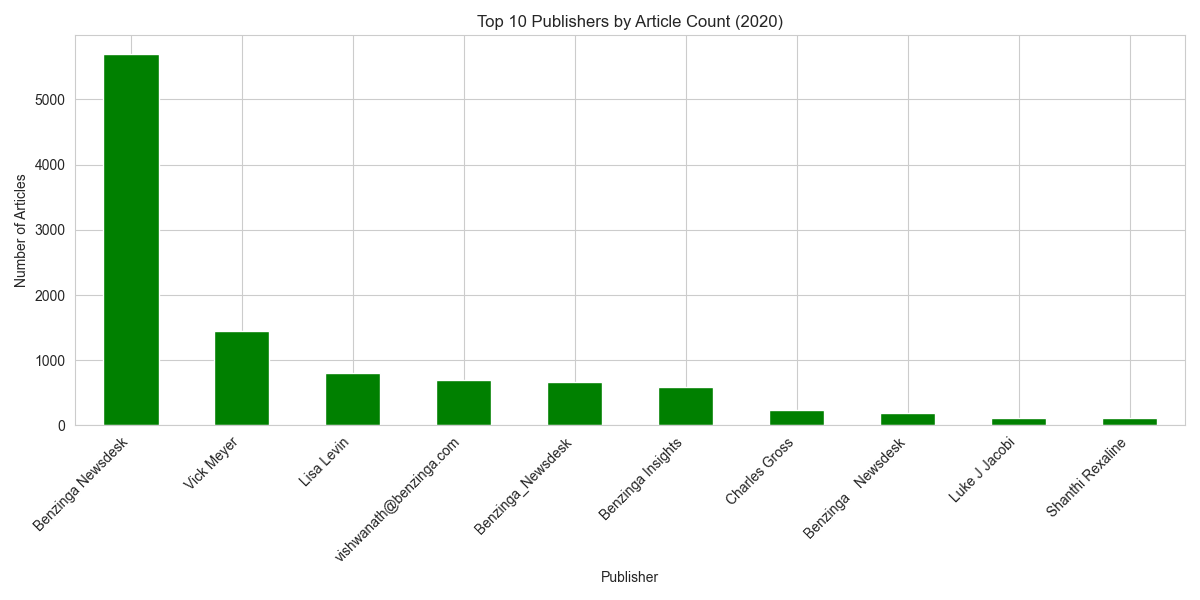 Top 10 Publishers by Article Count (2020)
Number of Articles
5000
4000
3000
2000
1000
0
Benzinga Newsdesk
Vick Meyer
Lisa Levin
vishwanath@benzinga.com
Benzinga_Newsdesk
Benzinga Insights
Charles Gross
Benzinga   Newsdesk
Luke J Jacobi
Shanthi Rexaline
Publisher